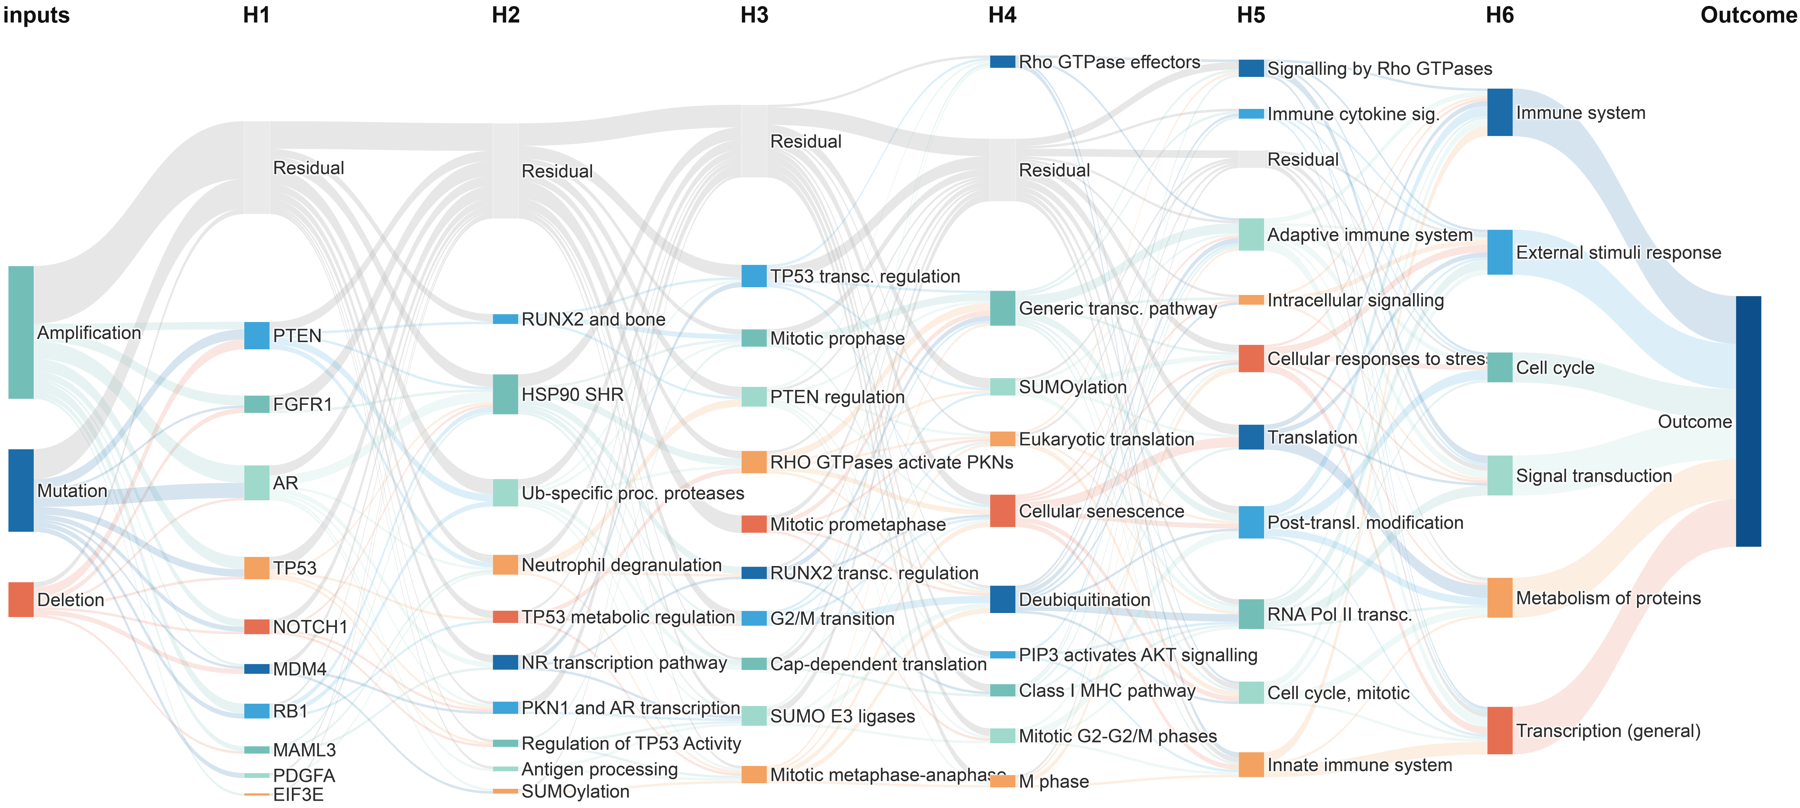 inputs H1 H2 H3 H4 H5 H6 Outcome
Amplification
Mutation
Deletion
Residual
PTEN
FGFR1
AR
TP53
NOTCH1
MDM4
RB1
MAML3
PDGFA
EIF3E
Residual
RUNX2 and bone
HSP90 SHR
Ub-specific proc. proteases
Neutrophil degranulation
TP53 metabolic regulation
NR transcription pathway
PKN1 and AR transcription
Regulation of TP53 Activity
Antigen processing
SUMOylation
Residual
TP53 transc. regulation
Mitotic prophase
PTEN regulation
RHO GTPases activate PKNs
Mitotic prometaphase
RUNX2 transc. regulation
G2/M transition
Cap-dependent translation
SUMO E3 ligases
Mitotic metaphase-anaphase
Rho GTPase effectors
Residual
Generic transc. pathway
SUMOylation
Eukaryotic translation
Cellular senescence
Deubiquitination
PIP3 activates AKT signalling
Class I MHC pathway
Mitotic G2-G2/M phases
M phase
Signalling by Rho GTPases
Immune cytokine sig.
Residual
Adaptive immune system
Intracellular signalling
Cellular responses to stress
Translation
Post-transl. modification
RNA Pol II transc.
Cell cycle, mitotic
Innate immune system
Immune system
External stimuli response
Cell cycle
Signal transduction
Metabolism of proteins
Transcription (general)
Outcome